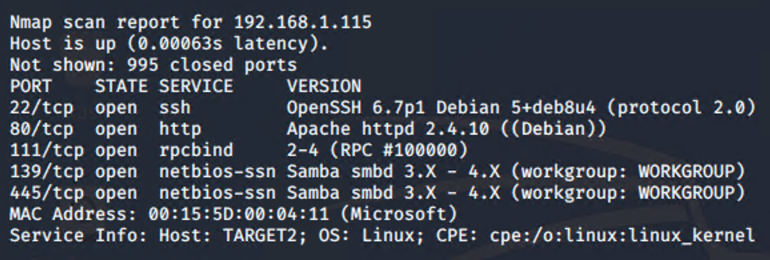 Nmap scan report for 192.168.1.115
Host is up (0.00063s latency).
Not shown: 995 closed ports
PORT    STATE SERVICE     VERSION
22/tcp  open  ssh         OpenSSH 6.7p1 Debian 5+deb8u4 (protocol 2.0)
80/tcp  open  http        Apache httpd 2.4.10 ((Debian))
111/tcp open  rpcbind     2-4 (RPC #100000)
139/tcp open  netbios-ssn Samba smbd 3.X - 4.X (workgroup: WORKGROUP)
445/tcp open  netbios-ssn Samba smbd 3.X - 4.X (workgroup: WORKGROUP)
MAC Address: 00:15:5D:00:04:11 (Microsoft)
Service Info: Host: TARGET2; OS: Linux; CPE: cpe:/o:linux:linux_kernel